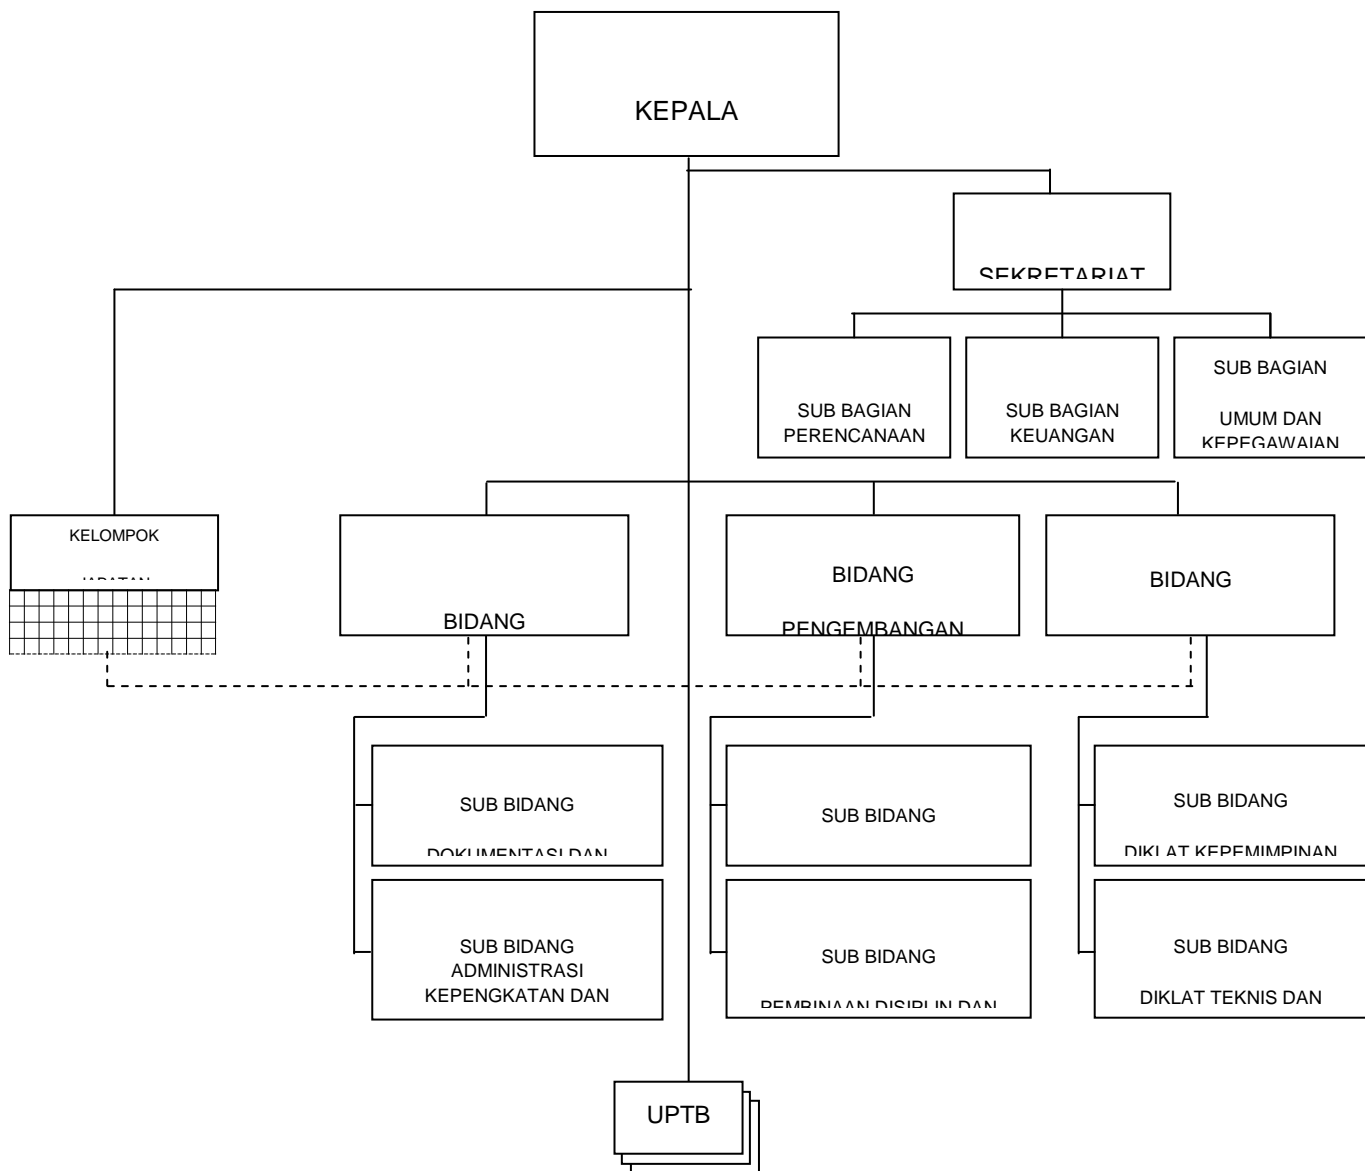 KEPALA
SEKRETARIAT
SUB BAGIAN
PERENCANAAN
SUB BAGIAN
KEUANGAN
SUB BAGIAN
UMUM DAN
KEPEGAWAIAN
KELOMPOK
JABATAN
BIDANG
BIDANG
PENGEMBANGAN
BIDANG
SUB BIDANG
DOKUMENTASI DAN
SUB BIDANG
ADMINISTRASI
KEPENGKATAN DAN
SUB BIDANG
SUB BIDANG
PEMBINAAN DISIPLIN DAN
SUB BIDANG
DIKLAT KEPEMIMPINAN
SUB BIDANG
DIKLAT TEKNIS DAN
UPTB